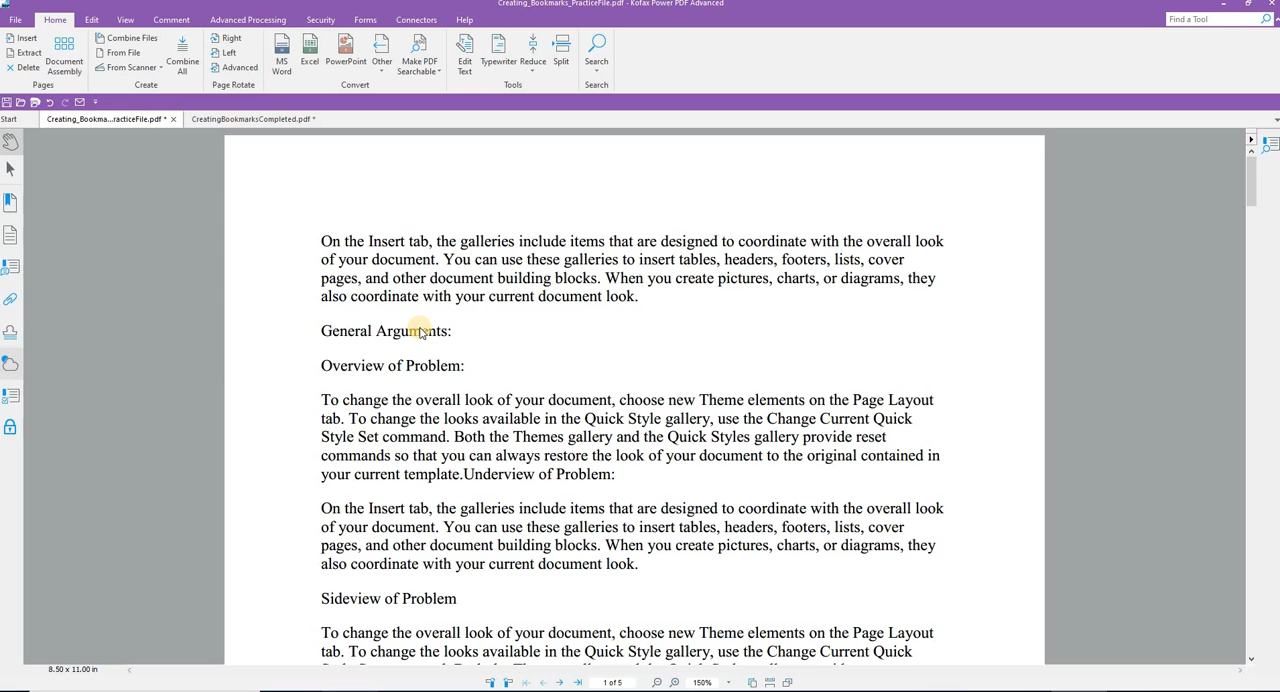 Creating_Bookmarks_PracticeFile.pdf - Kofax Power PDF Advanced
File Home Edit View Comment Advanced Processing Security Forms Connectors Help Find a Tool
Insert Extract Delete Document Assembly Pages
Combine Files From File From Scanner Combine All Create
Right Left Advanced Page Rotate
MS Word Excel PowerPoint Other Make PDF Searchable Convert
Edit Text Typewriter Reduce Split Tools
Search Search
Start Creating_Bookma...racticeFile.pdf * CreatingBookmarksCompleted.pdf *
On the Insert tab, the galleries include items that are designed to coordinate with the overall look
of your document. You can use these galleries to insert tables, headers, footers, lists, cover
pages, and other document building blocks. When you create pictures, charts, or diagrams, they
also coordinate with your current document look.
General Arguments:
Overview of Problem:
To change the overall look of your document, choose new Theme elements on the Page Layout
tab. To change the looks available in the Quick Style gallery, use the Change Current Quick
Style Set command. Both the Themes gallery and the Quick Styles gallery provide reset
commands so that you can always restore the look of your document to the original contained in
your current template.Underview of Problem:
On the Insert tab, the galleries include items that are designed to coordinate with the overall look
of your document. You can use these galleries to insert tables, headers, footers, lists, cover
pages, and other document building blocks. When you create pictures, charts, or diagrams, they
also coordinate with your current document look.
Sideview of Problem
To change the overall look of your document, choose new Theme elements on the Page Layout
tab. To change the looks available in the Quick Style gallery, use the Change Current Quick
8.50 x 11.00 in
1 of 5 150%